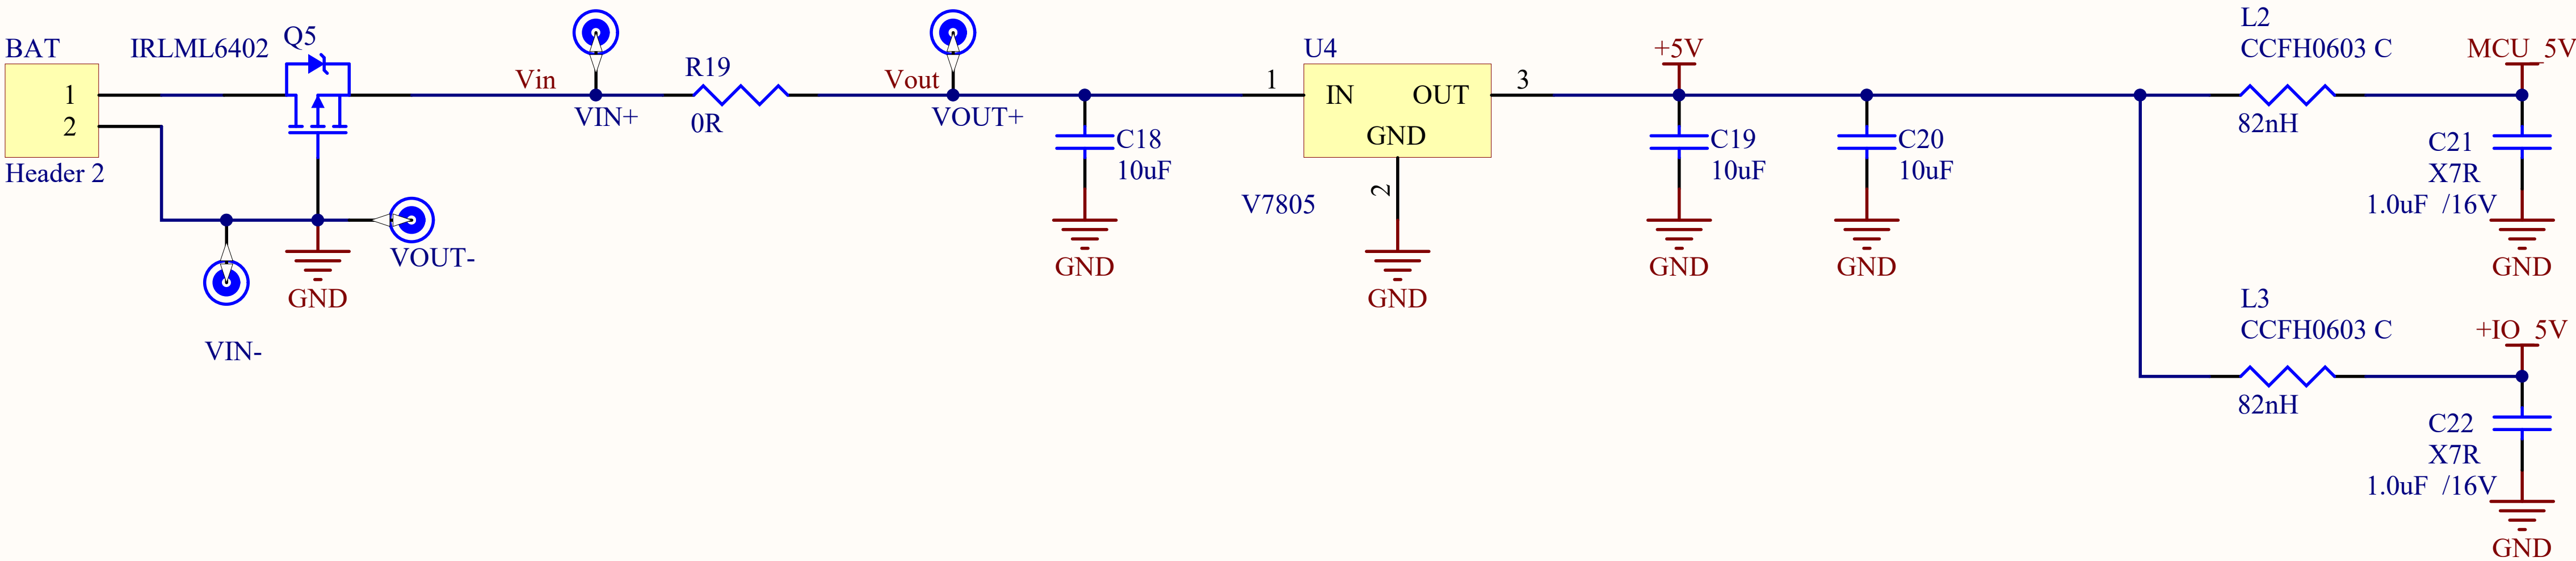 BAT
1
2
Header 2
IRLML6402
Q5
VIN-
GND
VOUT-
Vin
VIN+
R19
0R
Vout
VOUT+
C18
10uF
GND
U4
1
IN
OUT
3
GND
2
V7805
GND
+5V
C19
10uF
GND
C20
10uF
GND
L2
CCFH0603 C
82nH
MCU_5V
C21
X7R
1.0uF /16V
GND
L3
CCFH0603 C
82nH
+IO_5V
C22
X7R
1.0uF /16V
GND